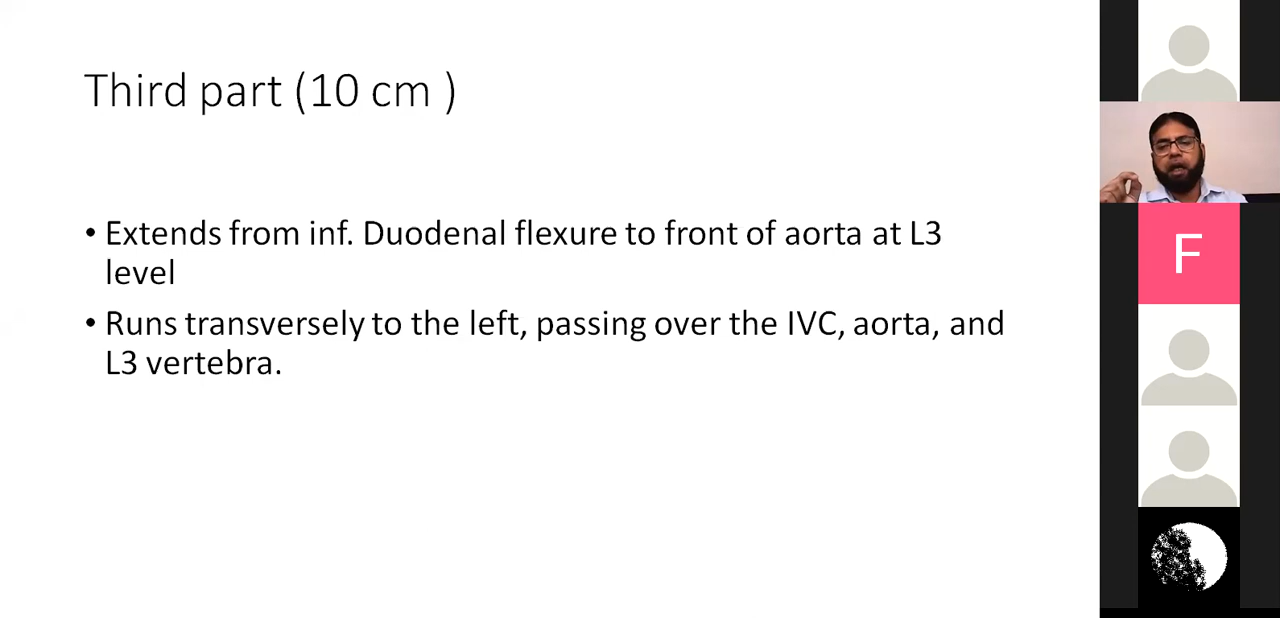 Third part (10 cm )
• Extends from inf. Duodenal flexure to front of aorta at L3
level
• Runs transversely to the left, passing over the IVC, aorta, and
L3 vertebra.
F